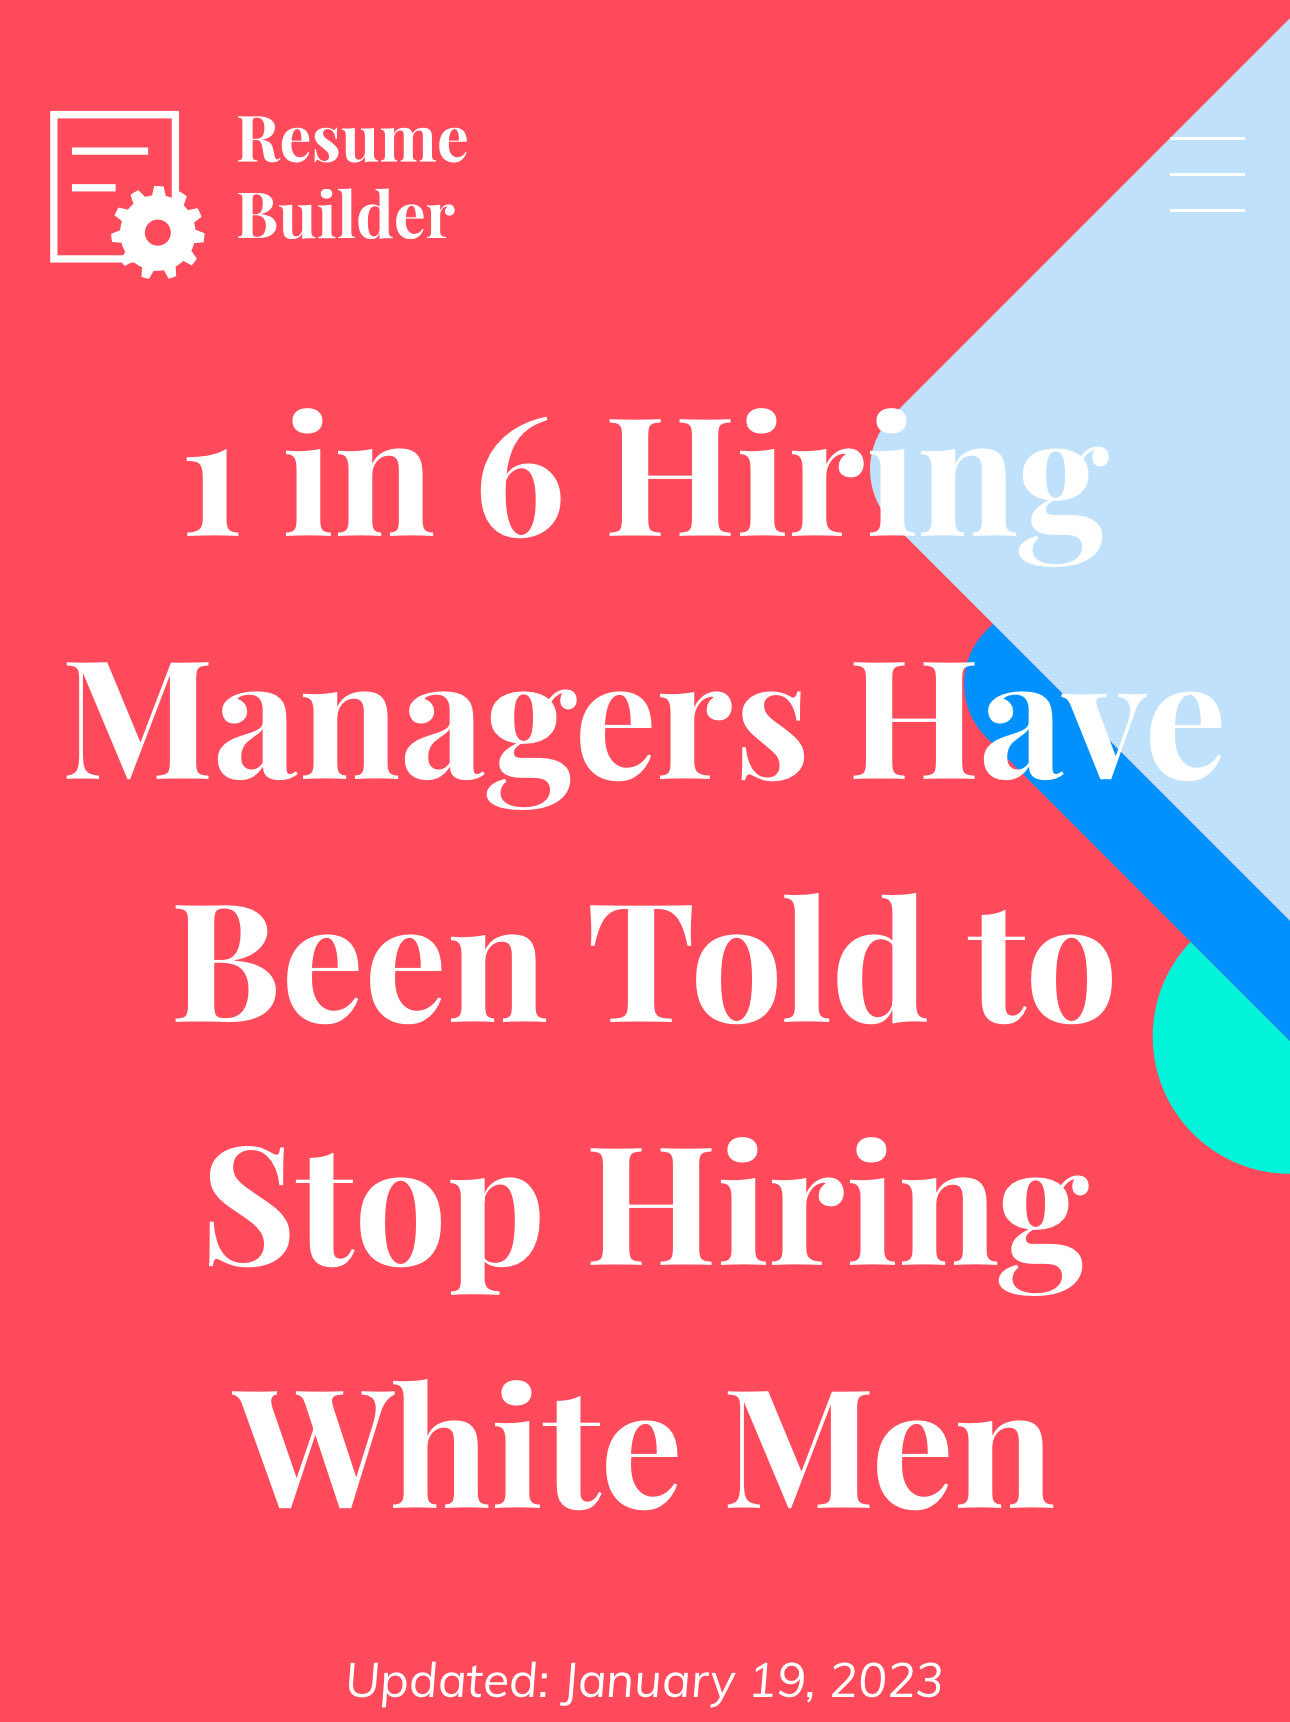 Resume
Builder
1 in 6 Hiring
Managers Have
Been Told to
Stop Hiring
White Men
Updated: January 19, 2023